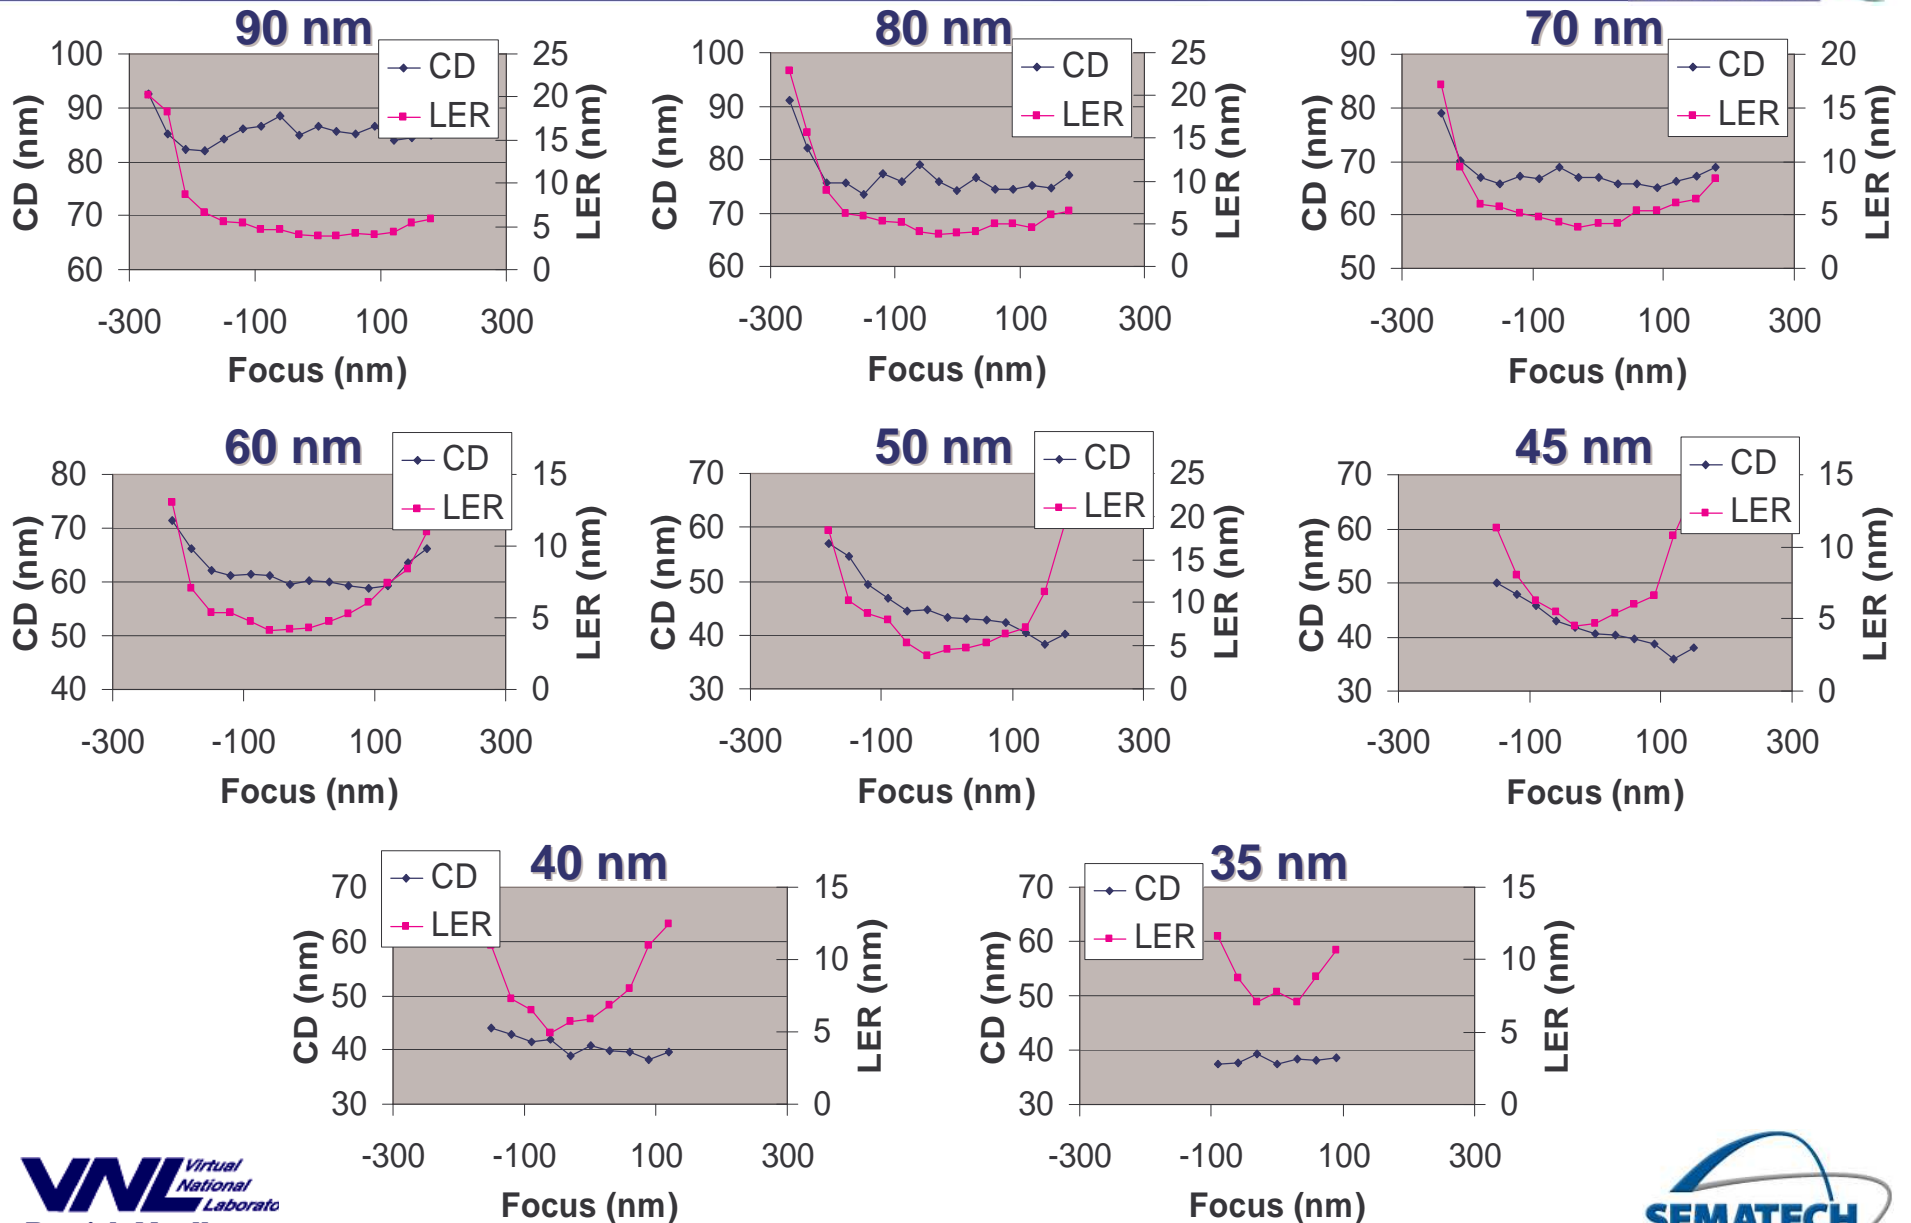 90 nm
CD
LER
100
90
80
70
60
25
20
15
10
5
0
CD (nm)
LER (nm)
-300 -100 100 300
Focus (nm)
80 nm
CD
LER
100
90
80
70
60
25
20
15
10
5
0
CD (nm)
LER (nm)
-300 -100 100 300
Focus (nm)
70 nm
CD
LER
90
80
70
60
50
20
15
10
5
0
CD (nm)
LER (nm)
-300 -100 100 300
Focus (nm)
60 nm
CD
LER
80
70
60
50
40
15
10
5
0
CD (nm)
LER (nm)
-300 -100 100 300
Focus (nm)
50 nm
CD
LER
70
60
50
40
30
25
20
15
10
5
0
CD (nm)
LER (nm)
-300 -100 100 300
Focus (nm)
45 nm
CD
LER
70
60
50
40
30
15
10
5
0
CD (nm)
LER (nm)
-300 -100 100 300
Focus (nm)
40 nm
CD
LER
70
60
50
40
30
15
10
5
0
CD (nm)
LER (nm)
-300 -100 100 300
Focus (nm)
35 nm
CD
LER
70
60
50
40
30
15
10
5
0
CD (nm)
LER (nm)
-300 -100 100 300
Focus (nm)
VNL
Virtual
National
Laborato
SEMATECH